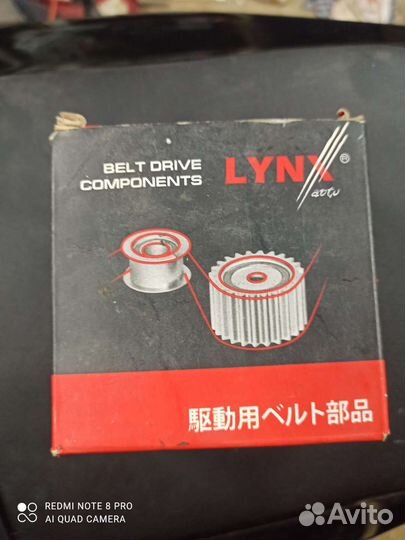 BELT DRIVE
COMPONENTS
LYNX®
auto
駆動用ベルト部品
REDMI NOTE 8 PRO
AI QUAD CAMERA
Avito